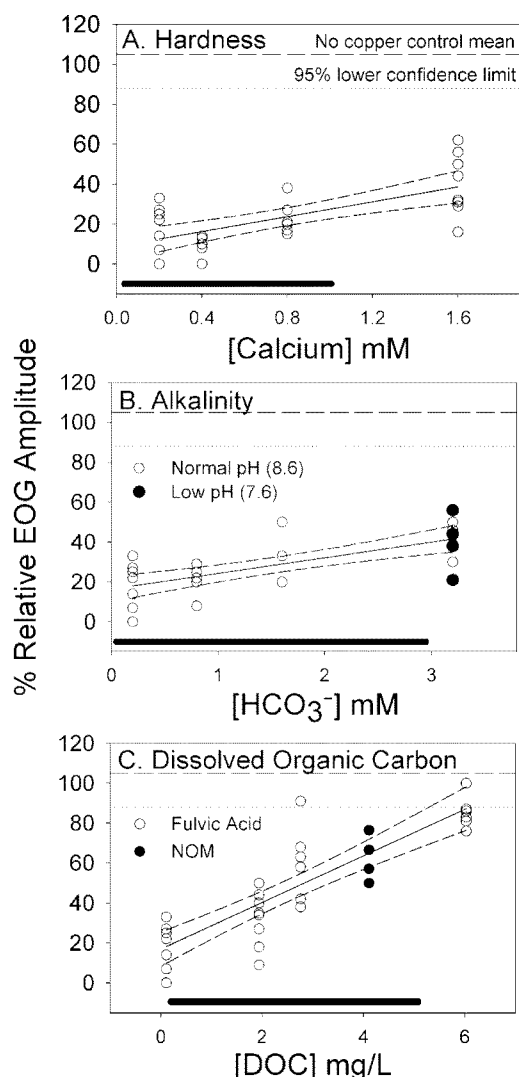 120
A. Hardness
No copper control mean
100
95% lower confidence limit
80
60
40
20
0
0.0 0.4 0.8 1.2 1.6
[Calcium] mM
% Relative EOG Amplitude
120
B. Alkalinity
100
80
Normal pH (8.6)
Low pH (7.6)
60
40
20
0
0 1 2 3
[HCO₃⁻] mM
120
C. Dissolved Organic Carbon
100
80
Fulvic Acid
NOM
60
40
20
0
0 2 4 6
[DOC] mg/L